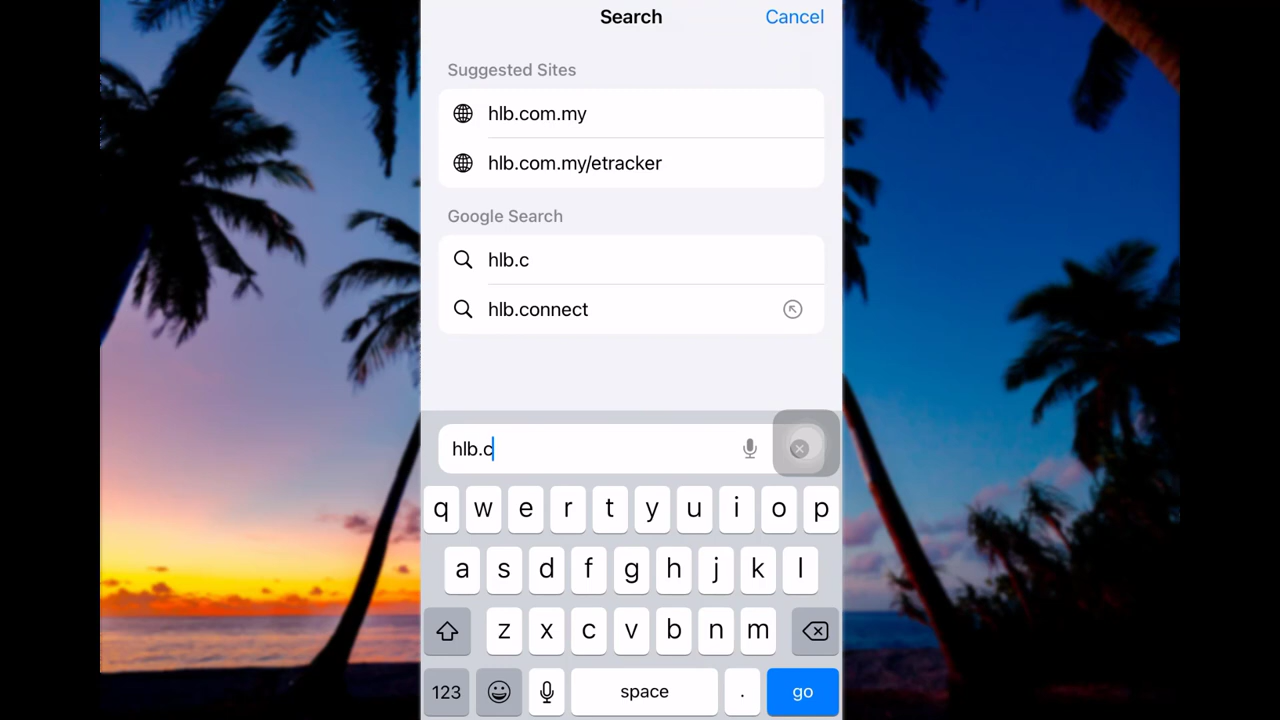 Search
Cancel
Suggested Sites
hlb.com.my
hlb.com.my/etracker
Google Search
hlb.c
hlb.connect
hlb.c
q w e r t y u i o p
a s d f g h j k l
z x c v b n m
123 space . go